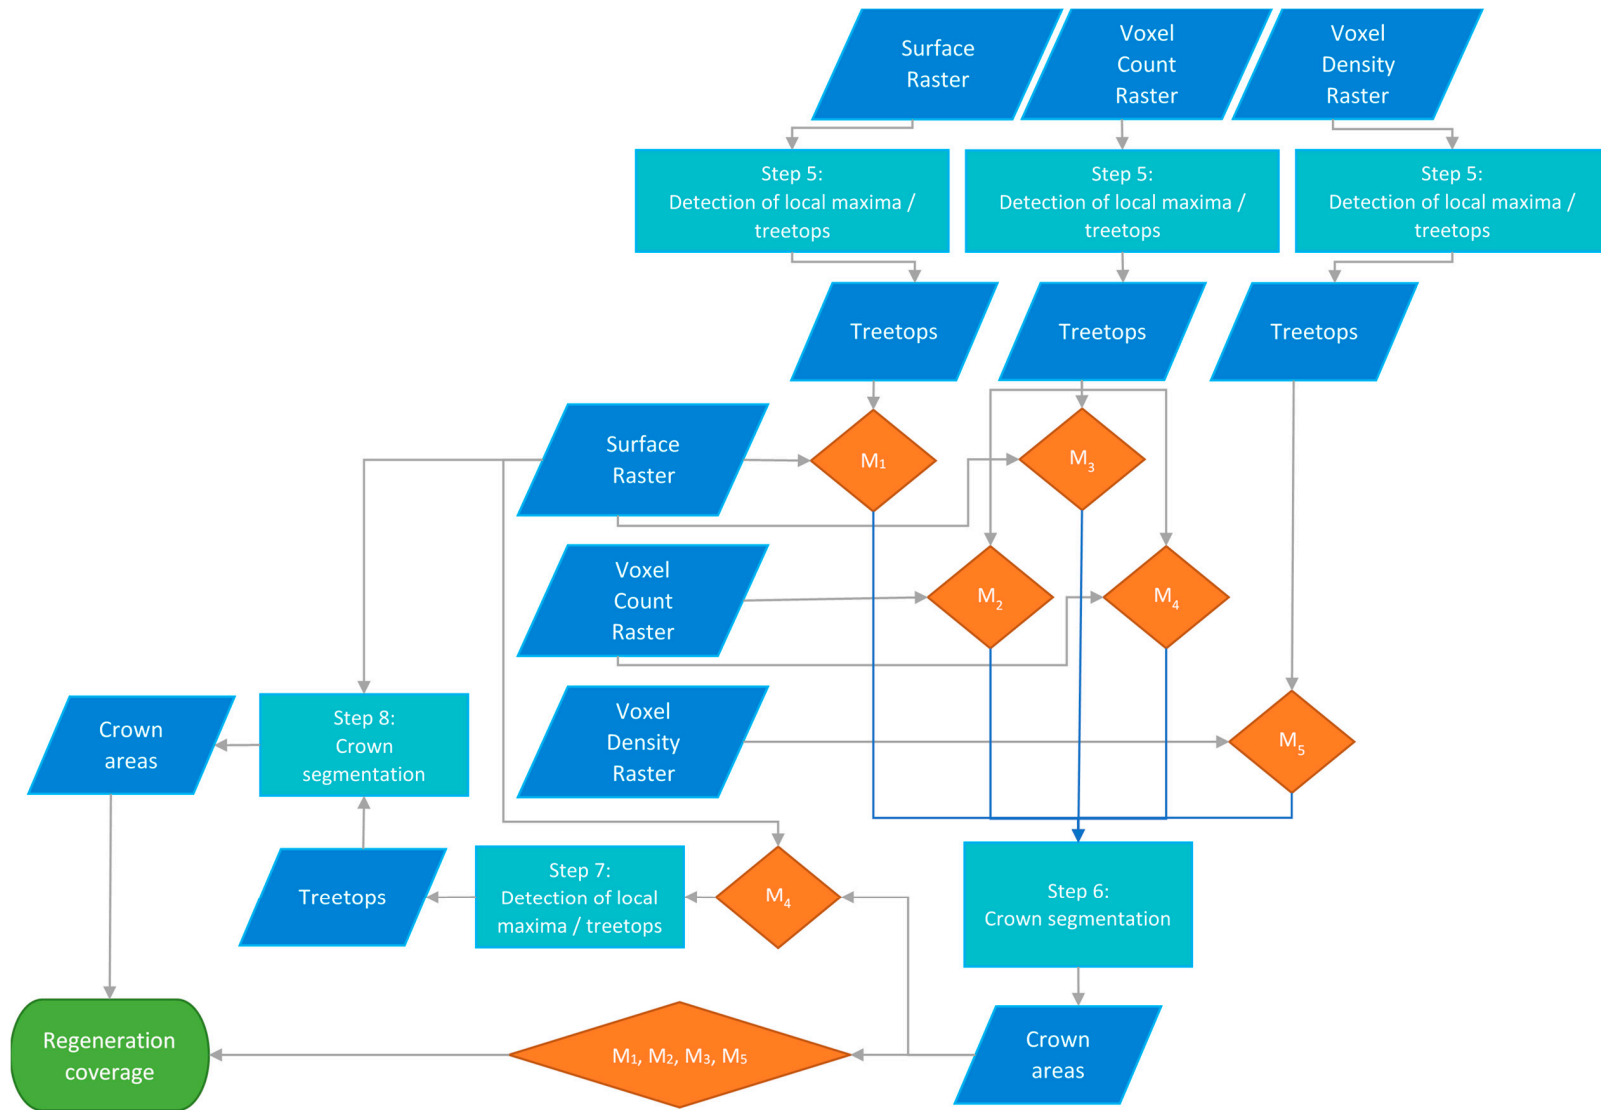 Surface
Raster
Voxel
Count
Raster
Voxel
Density
Raster
Step 5:
Detection of local maxima /
treetops
Step 5:
Detection of local maxima /
treetops
Step 5:
Detection of local maxima /
treetops
Treetops
Treetops
Treetops
Surface
Raster
M₁
M₃
Voxel
Count
Raster
M₂
M₄
Voxel
Density
Raster
M₅
Crown
areas
Step 8:
Crown
segmentation
Treetops
Step 7:
Detection of local
maxima / treetops
M₄
Step 6:
Crown segmentation
Regeneration
coverage
M₁, M₂, M₃, M₅
Crown
areas